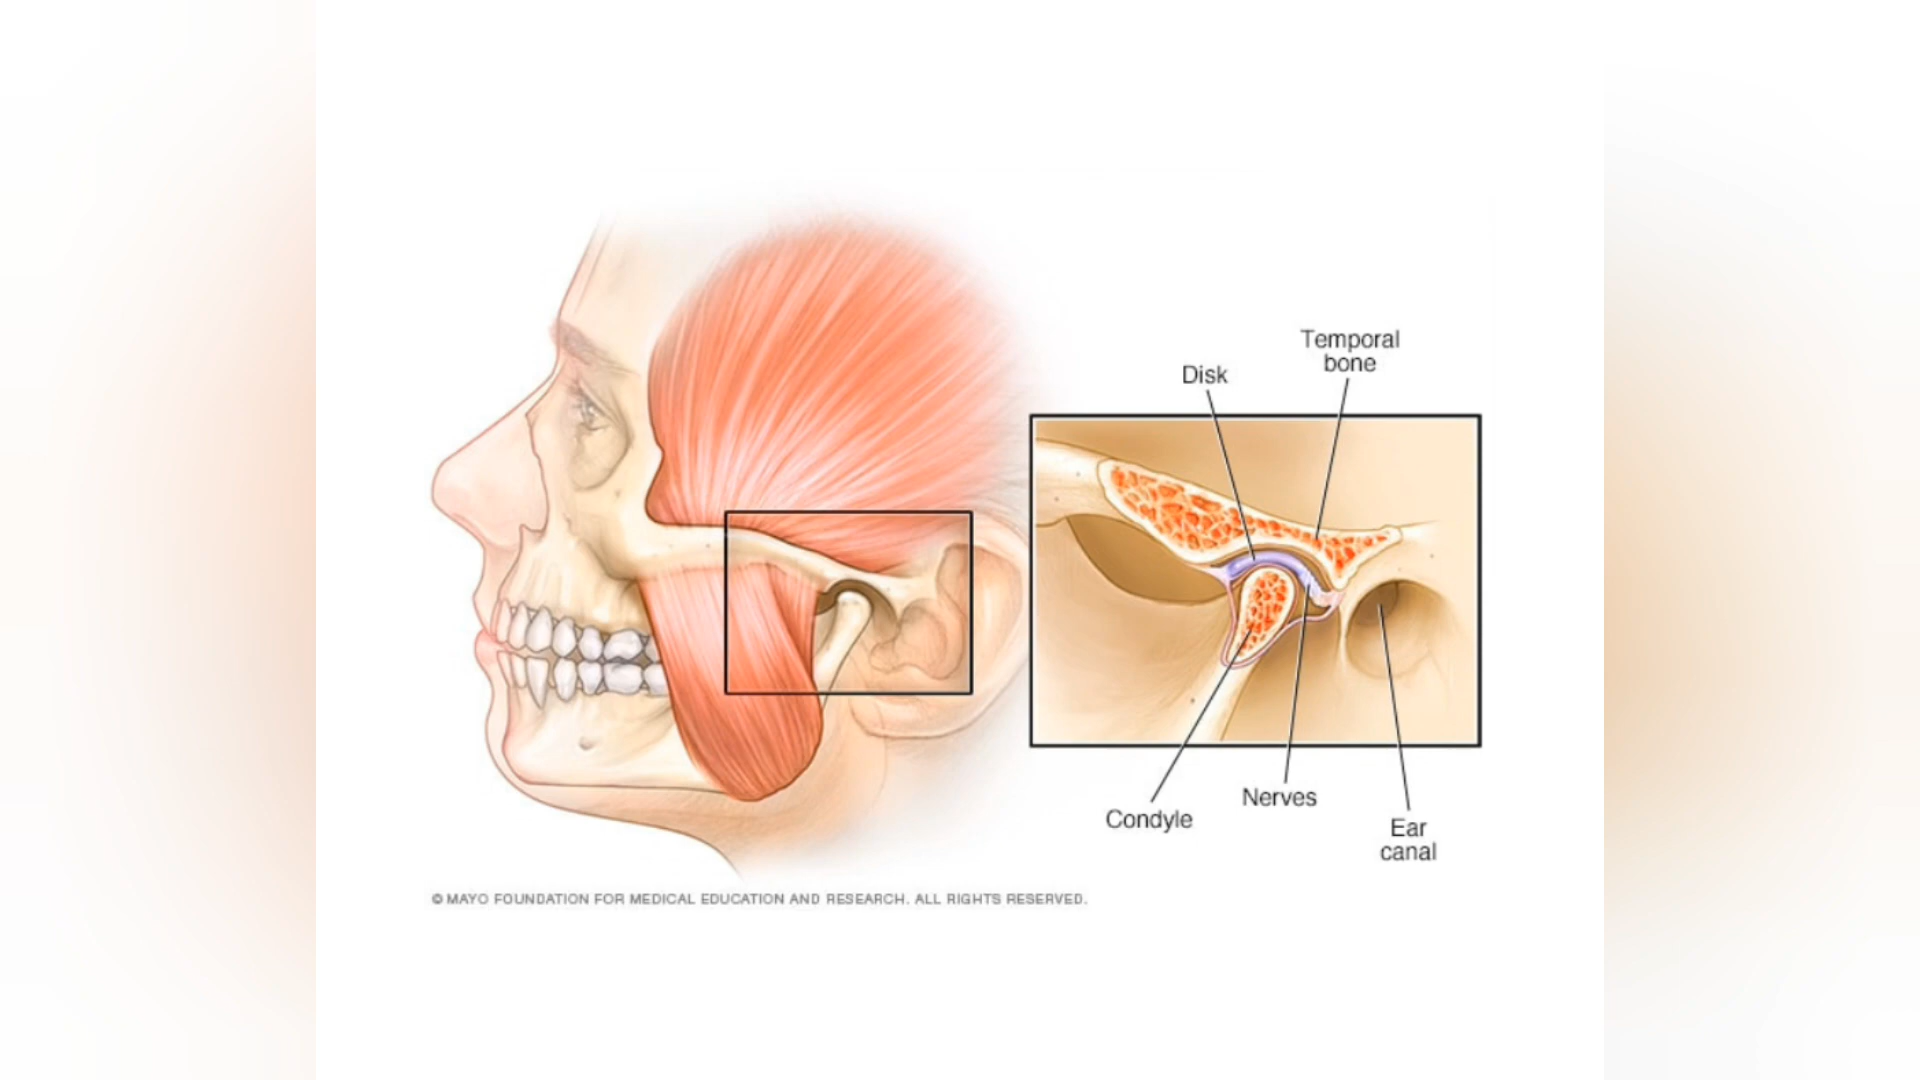 Temporal
bone
Disk
Condyle
Nerves
Ear
canal
© MAYO FOUNDATION FOR MEDICAL EDUCATION AND RESEARCH. ALL RIGHTS RESERVED.